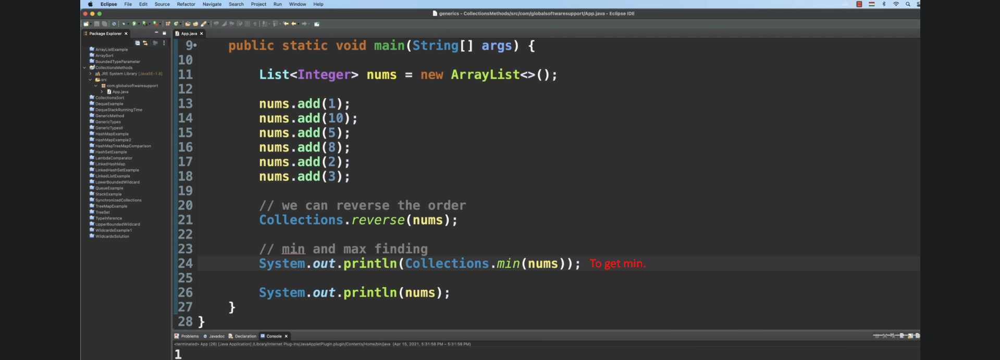 Eclipse File Edit Source Refactor Navigate Search Project Run Window Help
generics - CollectionsMethods/src/com/globalsoftwaresupport/App.java - Eclipse IDE
Package Explorer
App.java
ArrayListExample
ArraySort
BoundedTypeParameter
CollectionsMethods
JRE System Library [JavaSE-1.8]
src
com.globalsoftwaresupport
App.java
CollectionsSort
DequeExample
DequeStackRunningTime
GenericMethod
GenericTypes
GenericTypesII
HashMapExample
HashMapExample2
HashMapTreeMapComparison
HashSetExample
LambdaComparator
LinkedHashMap
LinkedHashSetExample
LinkedListExample
LowerBoundedWildcard
QueueExample
StackExample
SynchronizedCollections
TreeMapExample
TreeSet
TypeInference
UpperBoundedWildcard
WildcardsExample1
WildcardsSolution
9 public static void main(String[] args) {
10
11 List<Integer> nums = new ArrayList<>();
12
13 nums.add(1);
14 nums.add(10);
15 nums.add(5);
16 nums.add(8);
17 nums.add(2);
18 nums.add(3);
19
20 // we can reverse the order
21 Collections.reverse(nums);
22
23 // min and max finding
24 System.out.println(Collections.min(nums)); To get min.
25
26 System.out.println(nums);
27 }
28 }
Problems Javadoc Declaration Console
<terminated> App (26) [Java Application] /Library/Internet Plug-Ins/JavaAppletPlugin.plugin/Contents/Home/bin/java (Apr 15, 2021, 5:31:58 PM – 5:31:58 PM)
1